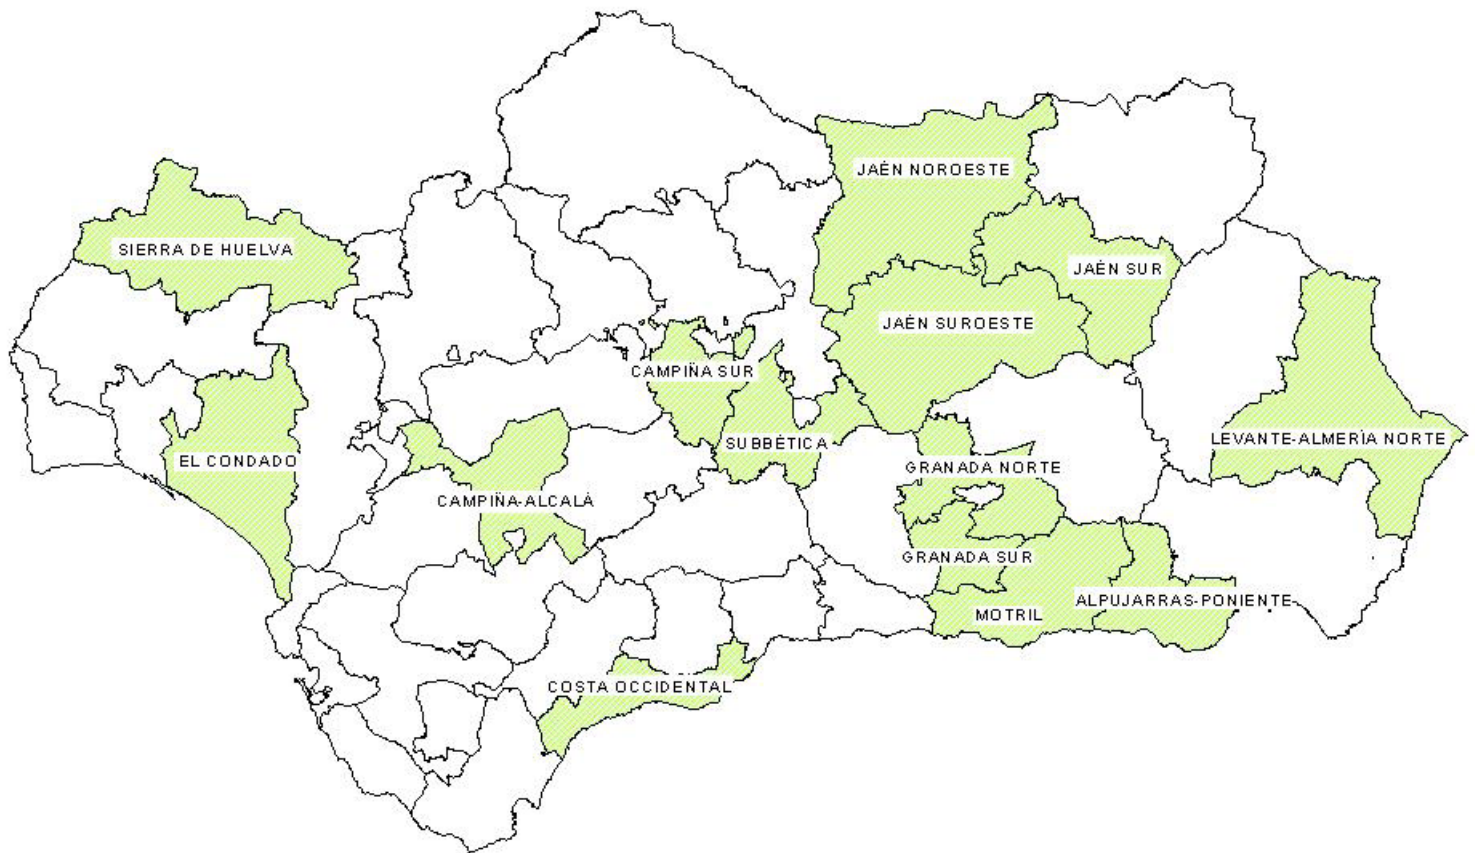 JAÉN NOROESTE
SIERRA DE HUELVA
JAÉN SUR
JAÉN SUROESTE
CAMPIÑA SUR
SUBBÉTICA
LEVANTE-ALMERÌA NORTE
EL CONDADO
GRANADA NORTE
CAMPIÑA-ALCALÁ
GRANADA SUR
ALPUJARRAS-PONIENTE
MOTRIL
COSTA OCCIDENTAL